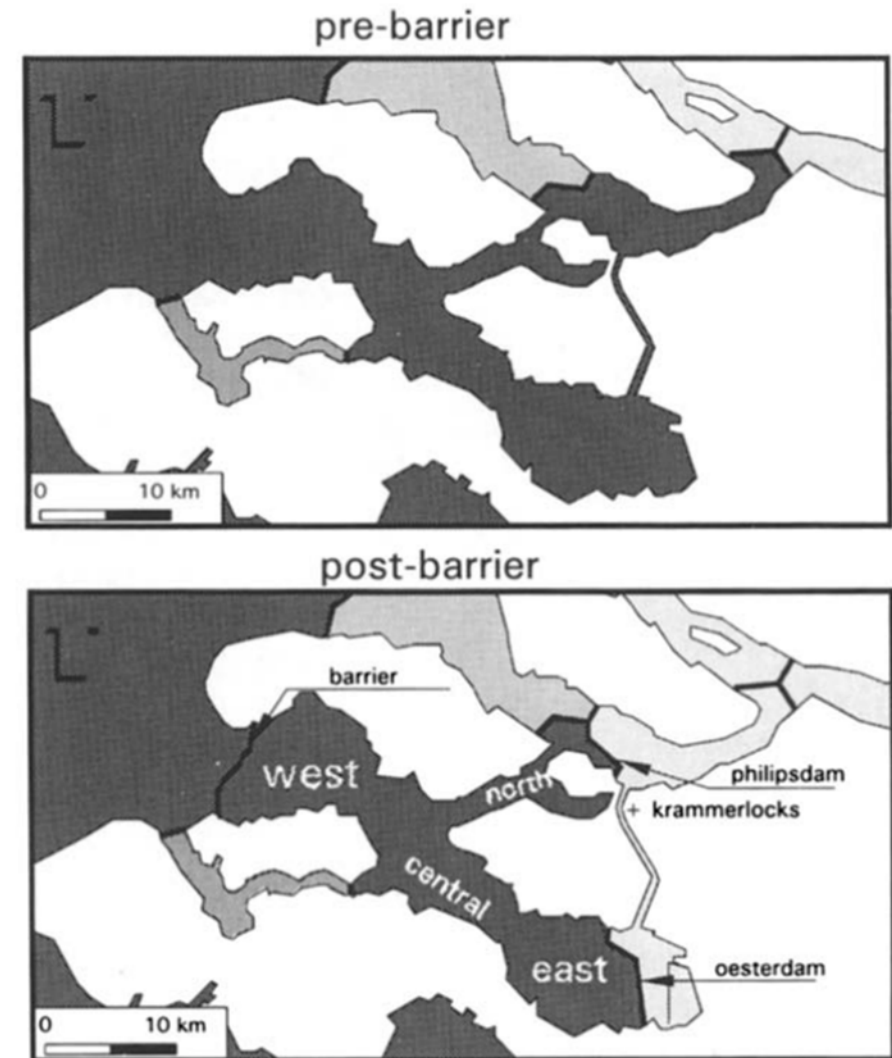 pre-barrier
0 10 km
post-barrier
barrier
west
north
philipsdam
+ krammerlocks
central
east
oesterdam
0 10 km